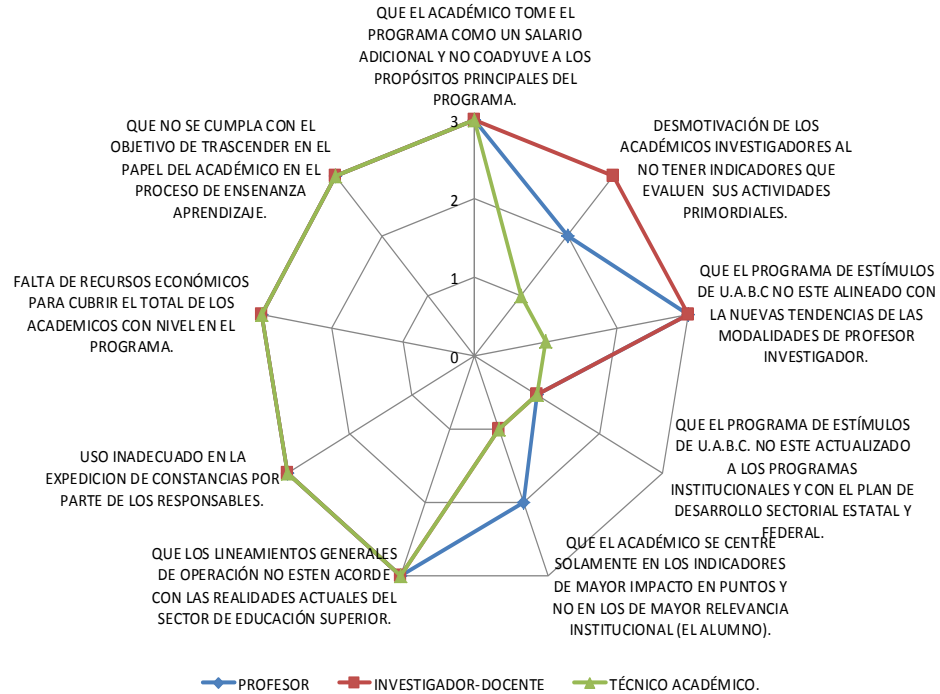 QUE EL ACADÉMICO TOME EL
PROGRAMA COMO UN SALARIO
ADICIONAL Y NO COADYUVE A LOS
PROPÓSITOS PRINCIPALES DEL
PROGRAMA.
DESMOTIVACIÓN DE LOS
ACADÉMICOS INVESTIGADORES AL
NO TENER INDICADORES QUE
EVALUEN SUS ACTIVIDADES
PRIMORDIALES.
QUE EL PROGRAMA DE ESTÍMULOS
DE U.A.B.C NO ESTE ALINEADO CON
LA NUEVAS TENDENCIAS DE LAS
MODALIDADES DE PROFESOR
INVESTIGADOR.
QUE EL PROGRAMA DE ESTÍMULOS
DE U.A.B.C. NO ESTE ACTUALIZADO
A LOS PROGRAMAS
INSTITUCIONALES Y CON EL PLAN DE
DESARROLLO SECTORIAL ESTATAL Y
FEDERAL.
QUE EL ACADÉMICO SE CENTRE
SOLAMENTE EN LOS INDICADORES
DE MAYOR IMPACTO EN PUNTOS Y
NO EN LOS DE MAYOR RELEVANCIA
INSTITUCIONAL (EL ALUMNO).
QUE LOS LINEAMIENTOS GENERALES
DE OPERACIÓN NO ESTEN ACORDE
CON LAS REALIDADES ACTUALES DEL
SECTOR DE EDUCACIÓN SUPERIOR.
USO INADECUADO EN LA
EXPEDICION DE CONSTANCIAS POR
PARTE DE LOS RESPONSABLES.
FALTA DE RECURSOS ECONÓMICOS
PARA CUBRIR EL TOTAL DE LOS
ACADEMICOS CON NIVEL EN EL
PROGRAMA.
QUE NO SE CUMPLA CON EL
OBJETIVO DE TRASCENDER EN EL
PAPEL DEL ACADÉMICO EN EL
PROCESO DE ENSENANZA
APRENDIZAJE.
3
2
1
0
PROFESOR
INVESTIGADOR-DOCENTE
TÉCNICO ACADÉMICO.